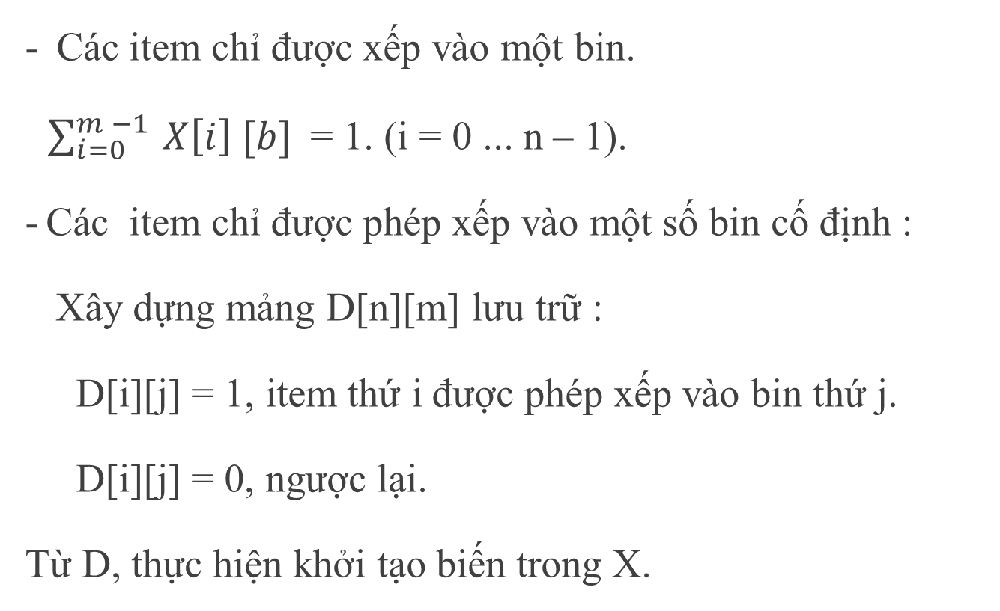 - Các item chỉ được xếp vào một bin.
∑_{i=0}^{m −1} X[i] [b] = 1. (i = 0 ... n – 1).
- Các item chỉ được phép xếp vào một số bin cố định :
Xây dựng mảng D[n][m] lưu trữ :
D[i][j] = 1, item thứ i được phép xếp vào bin thứ j.
D[i][j] = 0, ngược lại.
Từ D, thực hiện khởi tạo biến trong X.